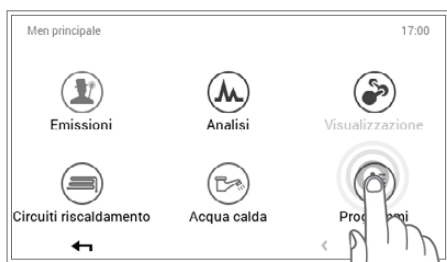 Men principale 17:00
Emissioni Analisi Visualizzazione
Circuiti riscaldamento Acqua calda